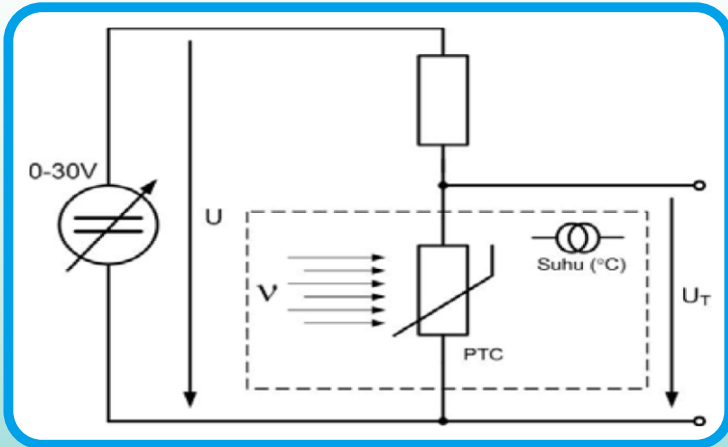 0-30V
U
ν
Suhu (°C)
PTC
U_T